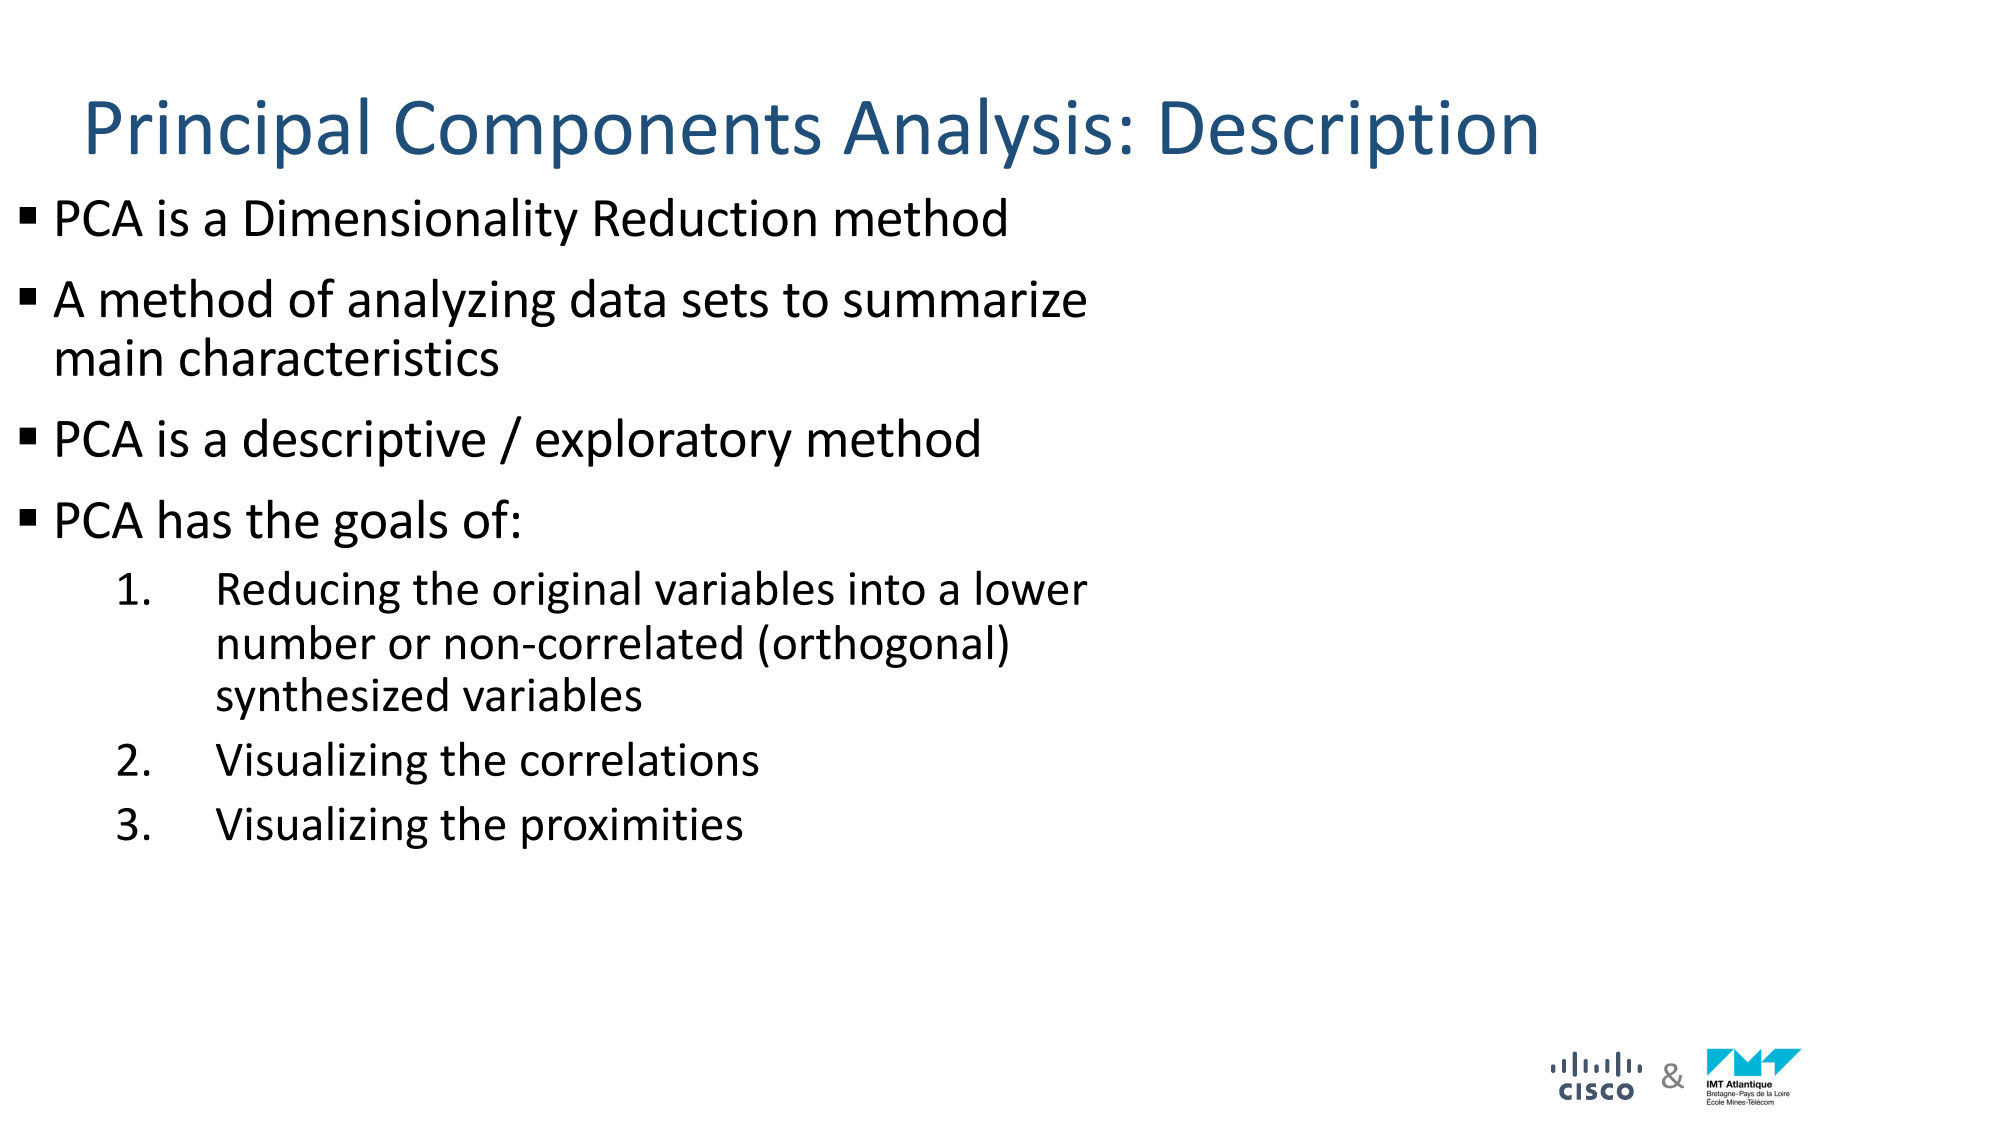 Principal Components Analysis: Description
▪ PCA is a Dimensionality Reduction method
▪ A method of analyzing data sets to summarize
main characteristics
▪ PCA is a descriptive / exploratory method
▪ PCA has the goals of:
1. Reducing the original variables into a lower
number or non-correlated (orthogonal)
synthesized variables
2. Visualizing the correlations
3. Visualizing the proximities
CISCO & IMT Atlantique
Bretagne-Pays de la Loire
École Mines-Télécom